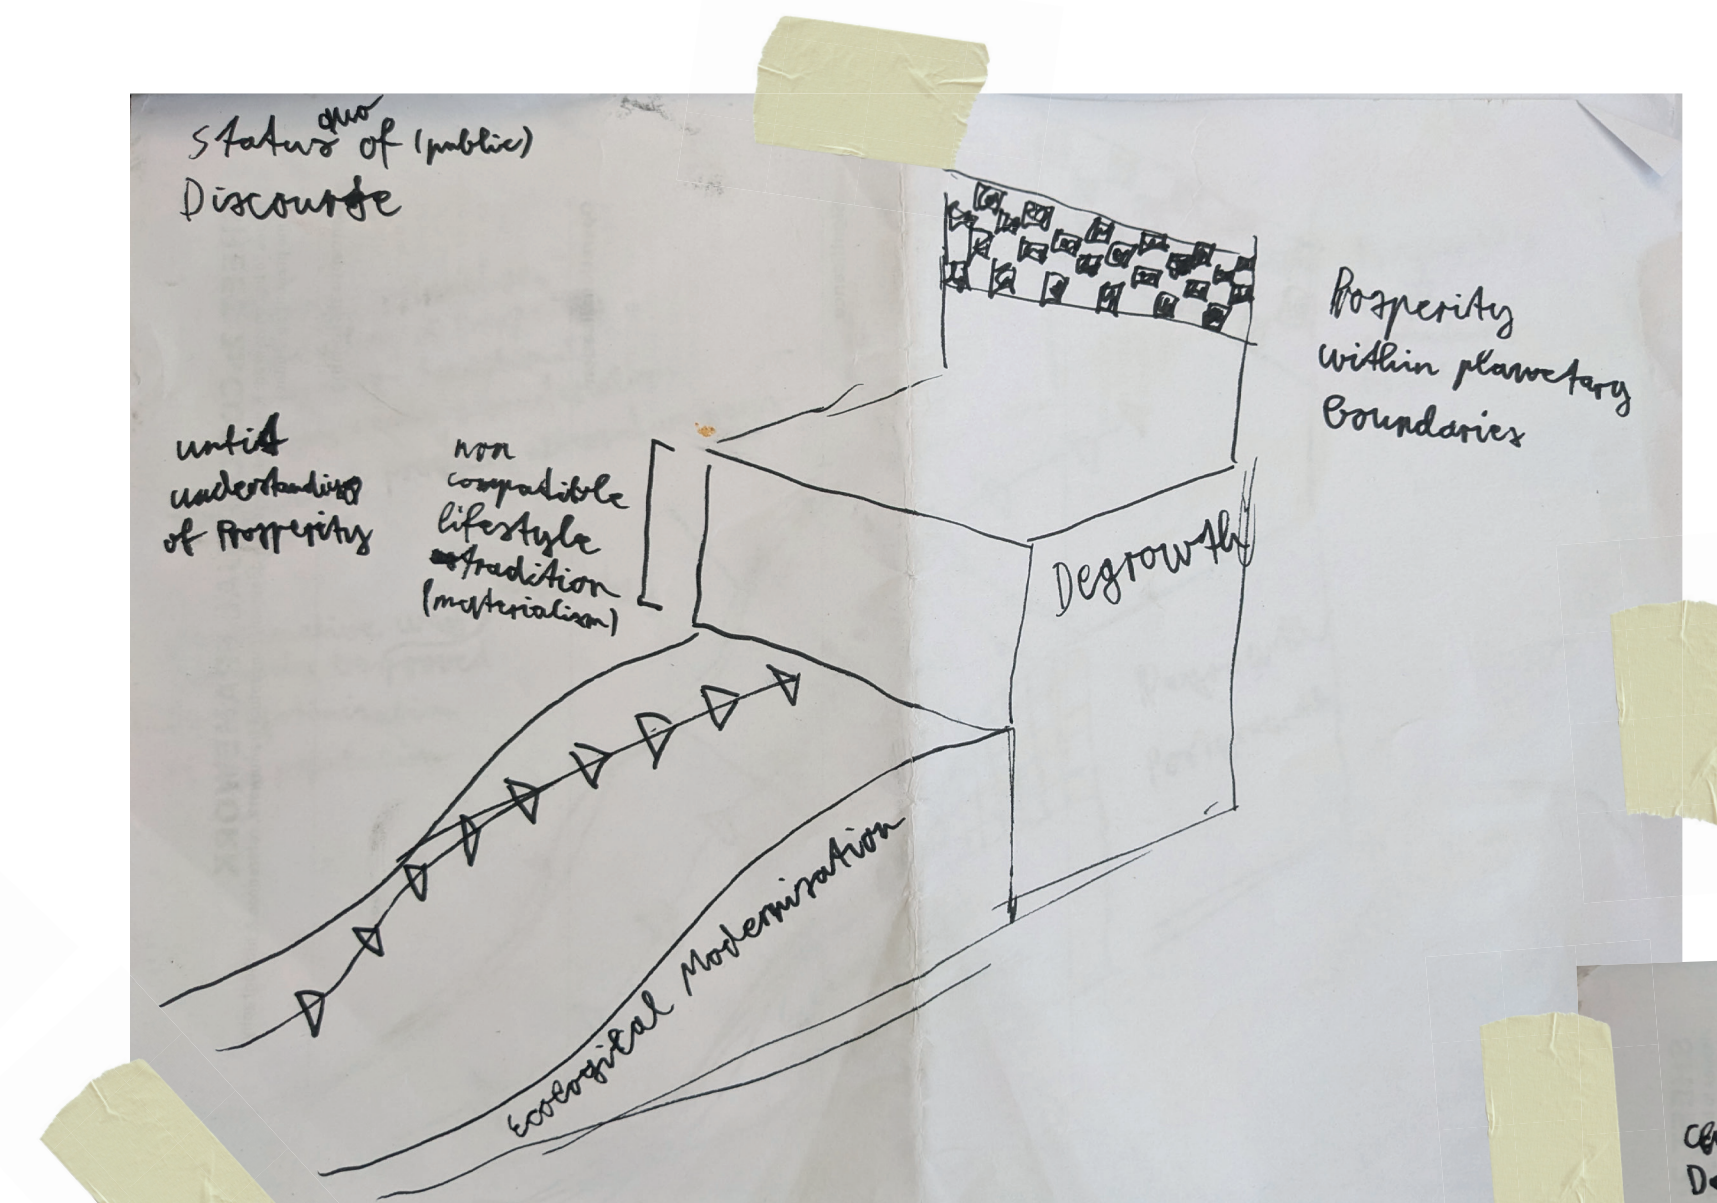 Status quo of (public)
Discourse
Prosperity
within planetary
Boundaries
understanding
of Prosperity
non
compatible
lifestyle
tradition
(materialism)
Degrowth
Ecological Modernisation